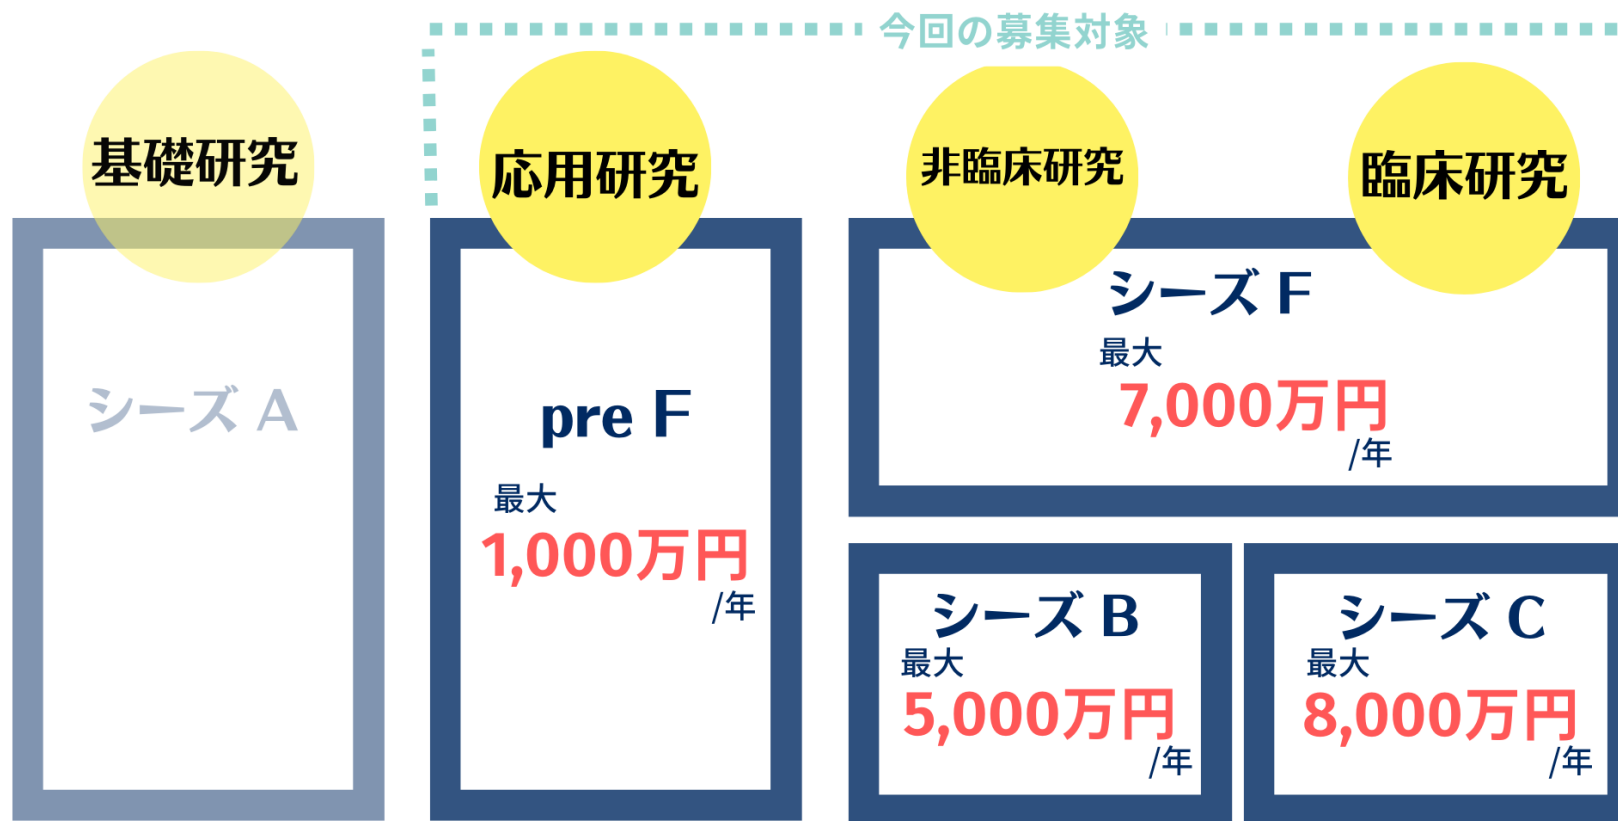 今回の募集対象
基礎研究
応用研究
非臨床研究
臨床研究
シーズ A
pre F
最大
1,000万円
/年
シーズ F
最大
7,000万円
/年
シーズ B
最大
5,000万円
/年
シーズ C
最大
8,000万円
/年